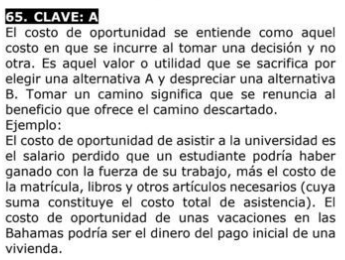 65. CLAVE: A
El costo de oportunidad se entiende como aquel
costo en que se incurre al tomar una decisión y no
otra. Es aquel valor o utilidad que se sacrifica por
elegir una alternativa A y despreciar una alternativa
B. Tomar un camino significa que se renuncia al
beneficio que ofrece el camino descartado.
Ejemplo:
El costo de oportunidad de asistir a la universidad es
el salario perdido que un estudiante podría haber
ganado con la fuerza de su trabajo, más el costo de
la matrícula, libros y otros artículos necesarios (cuya
suma constituye el costo total de asistencia). El
costo de oportunidad de unas vacaciones en las
Bahamas podría ser el dinero del pago inicial de una
vivienda.